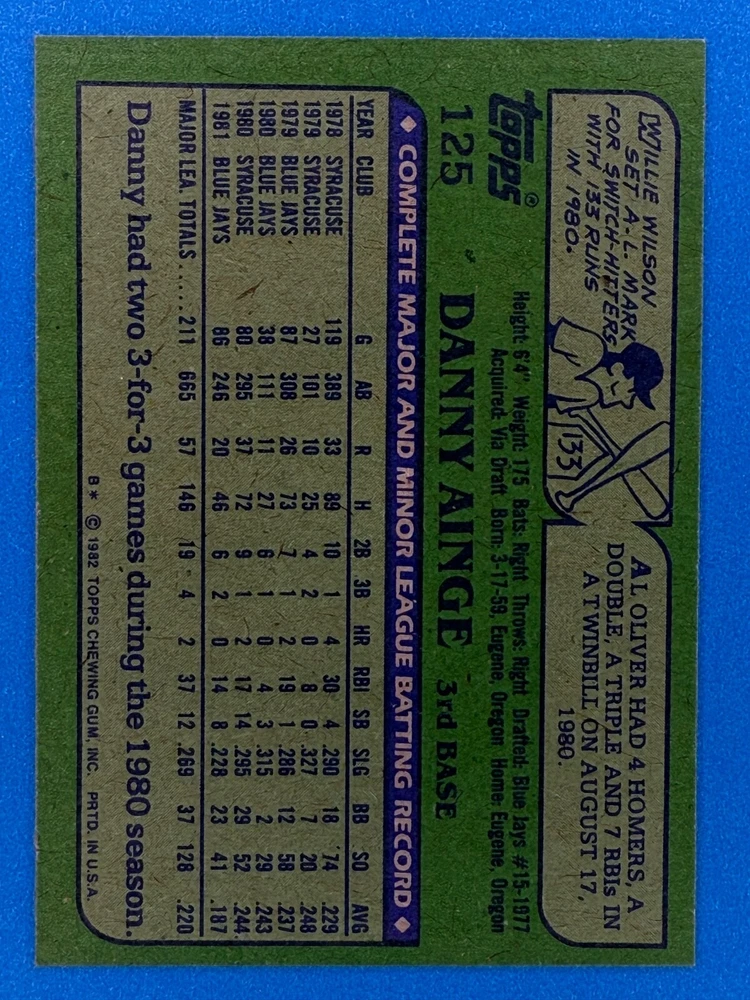 WILLIE WILSON
SET A.L. MARK
FOR SWITCH-HITTERS
WITH 133 RUNS
IN 1980.
133
AL OLIVER HAD 4 HOMERS, A
DOUBLE, A TRIPLE AND 7 RBIs IN
A TWINBILL ON AUGUST 17,
1980.
topps®
125
Height: 6'4" Weight: 175 Bats: Right Throws: Right Drafted: Blue Jays #15-1977
Acquired: Via Draft Born: 3-17-59, Eugene, Oregon Home: Eugene, Oregon
DANNY AINGE 3rd BASE
◆ COMPLETE MAJOR AND MINOR LEAGUE BATTING RECORD ◆
YEAR CLUB G AB R H 2B 3B HR RBI SB SLG BB SO AVG
1978 SYRACUSE 119 389 33 89 10 1 4 30 4 .290 18 74 .229
1979 SYRACUSE 27 101 10 25 4 2 0 8 0 .327 7 20 .248
1979 BLUE JAYS 87 308 26 73 7 1 2 19 1 .286 12 58 .237
1980 BLUE JAYS 38 111 11 27 6 1 0 4 3 .315 2 29 .243
1980 SYRACUSE 80 295 37 72 9 1 2 17 14 .295 29 52 .244
1981 BLUE JAYS 86 246 20 46 6 2 0 14 8 .228 23 41 .187
MAJOR LEA. TOTALS ..... 211 665 57 146 19 4 2 37 12 .269 37 128 .220
Danny had two 3-for-3 games during the 1980 season.
B* © 1982 TOPPS CHEWING GUM, INC. PRTD. IN U.S.A.